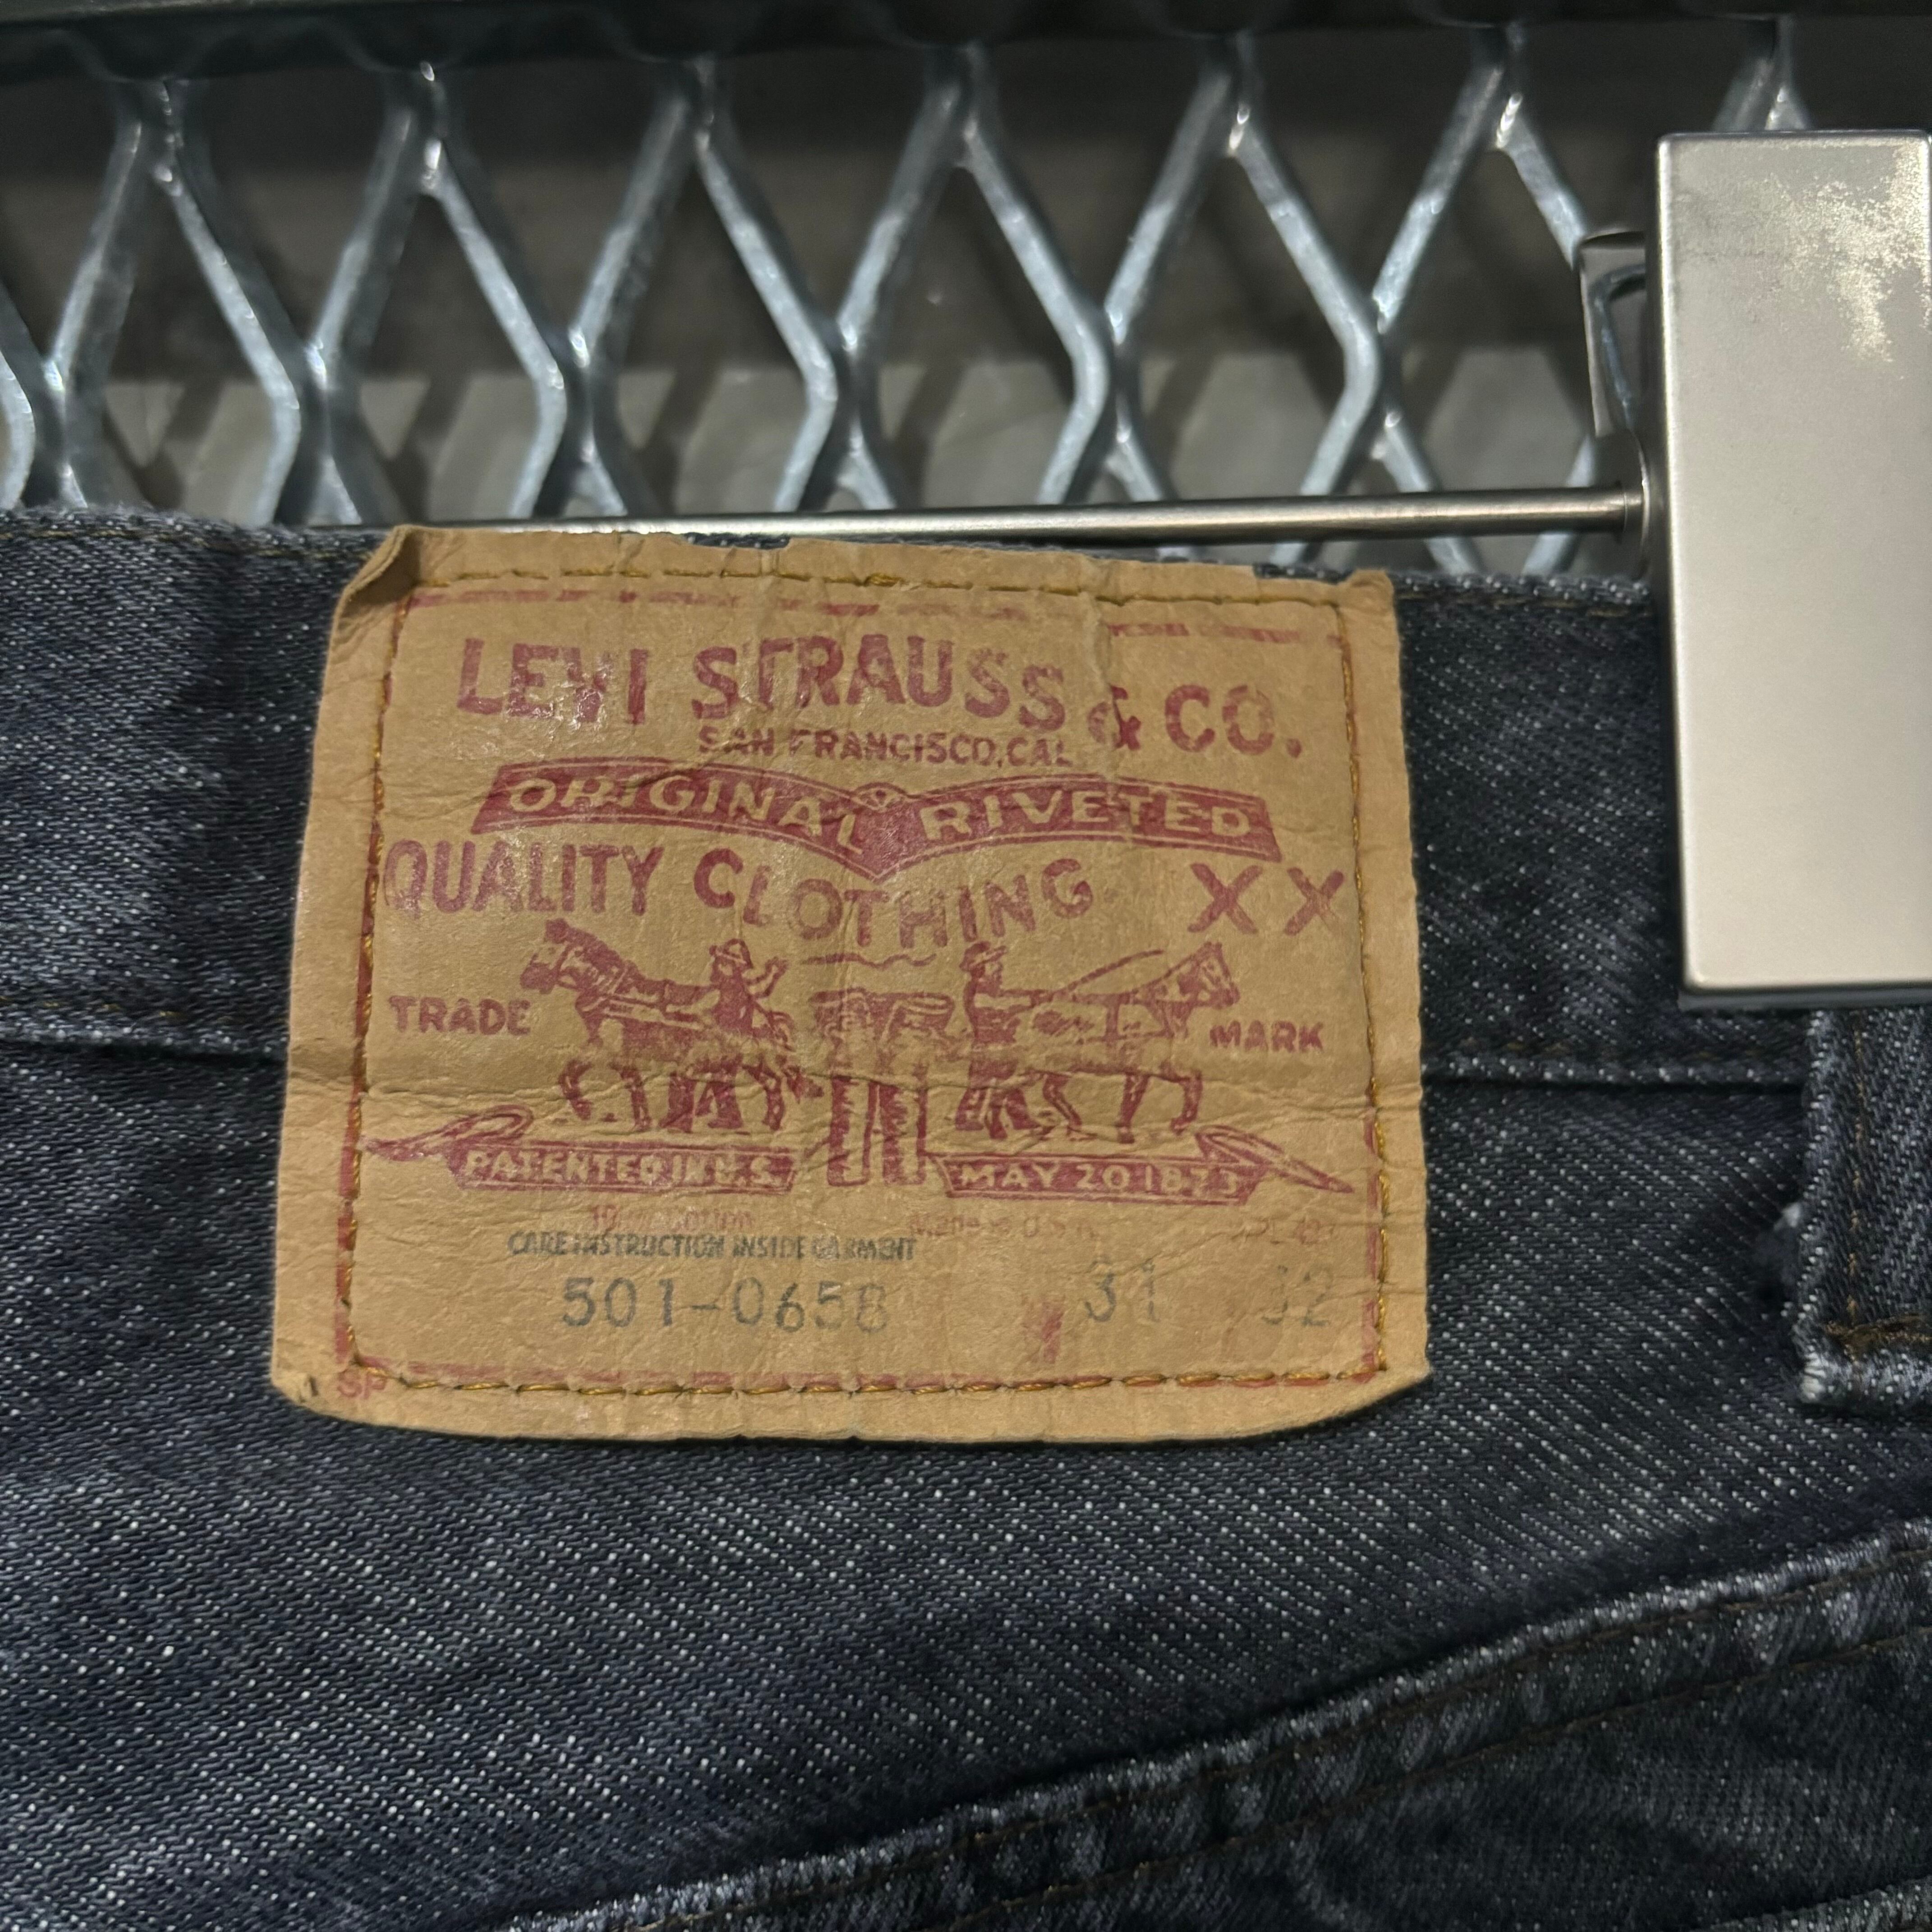 LEVI STRAUSS & CO.
SAN FRANCISCO, CAL
ORIGINAL RIVETED
QUALITY CLOTHING XX
TRADE MARK
PATENTED IN U.S. MAY 20 1873
CARE INSTRUCTION INSIDE GARMENT
501-0658 31 32
SP